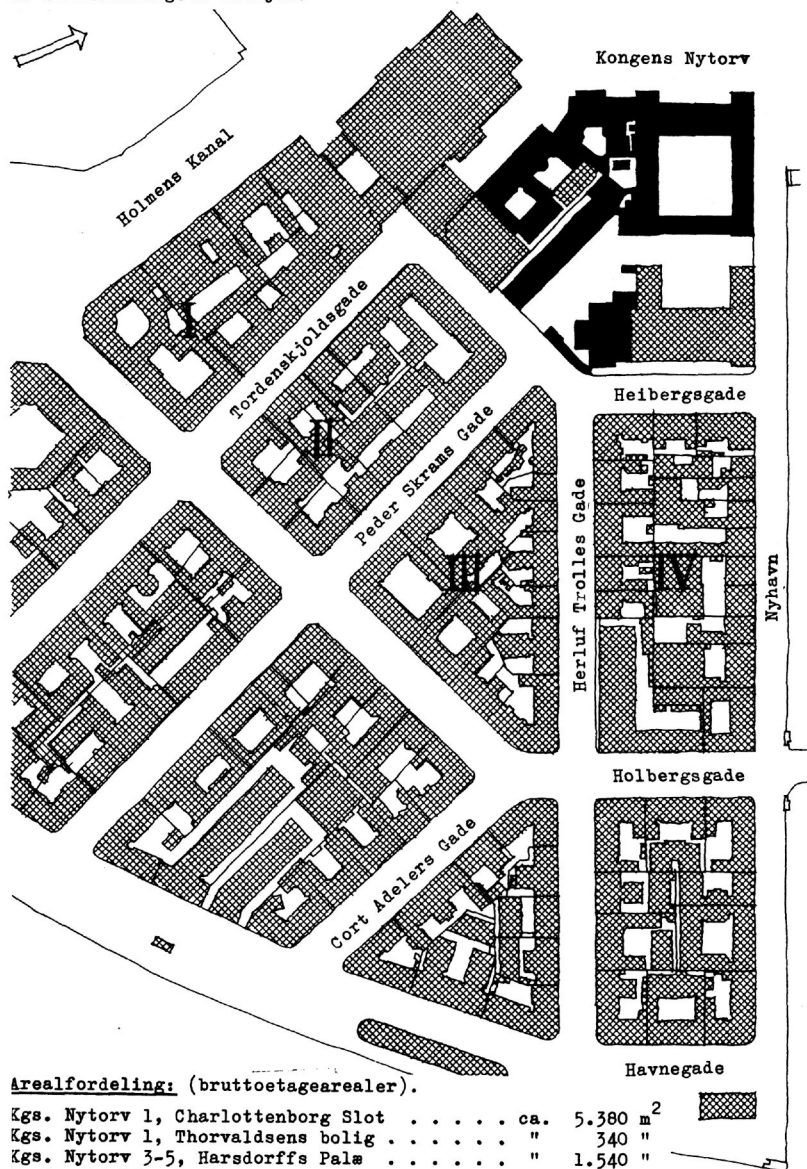 Kongens Nytorv
Holmens Kanal
I
Tordenskjoldsgade
II
Heibergsgade
Peder Skrams Gade
III
Herluf Trolles Gade
IV
Nyhavn
Holbergsgade
Cort Adelers Gade
Havnegade
Arealfordeling: (bruttoetagearealer).
Kgs. Nytorv 1, Charlottenborg Slot . . . . . ca. 5.380 m²
Kgs. Nytorv 1, Thorvaldsens bolig . . . . . . " 340 "
Kgs. Nytorv 3-5, Harsdorffs Palæ . . . . . . " 1.540 "